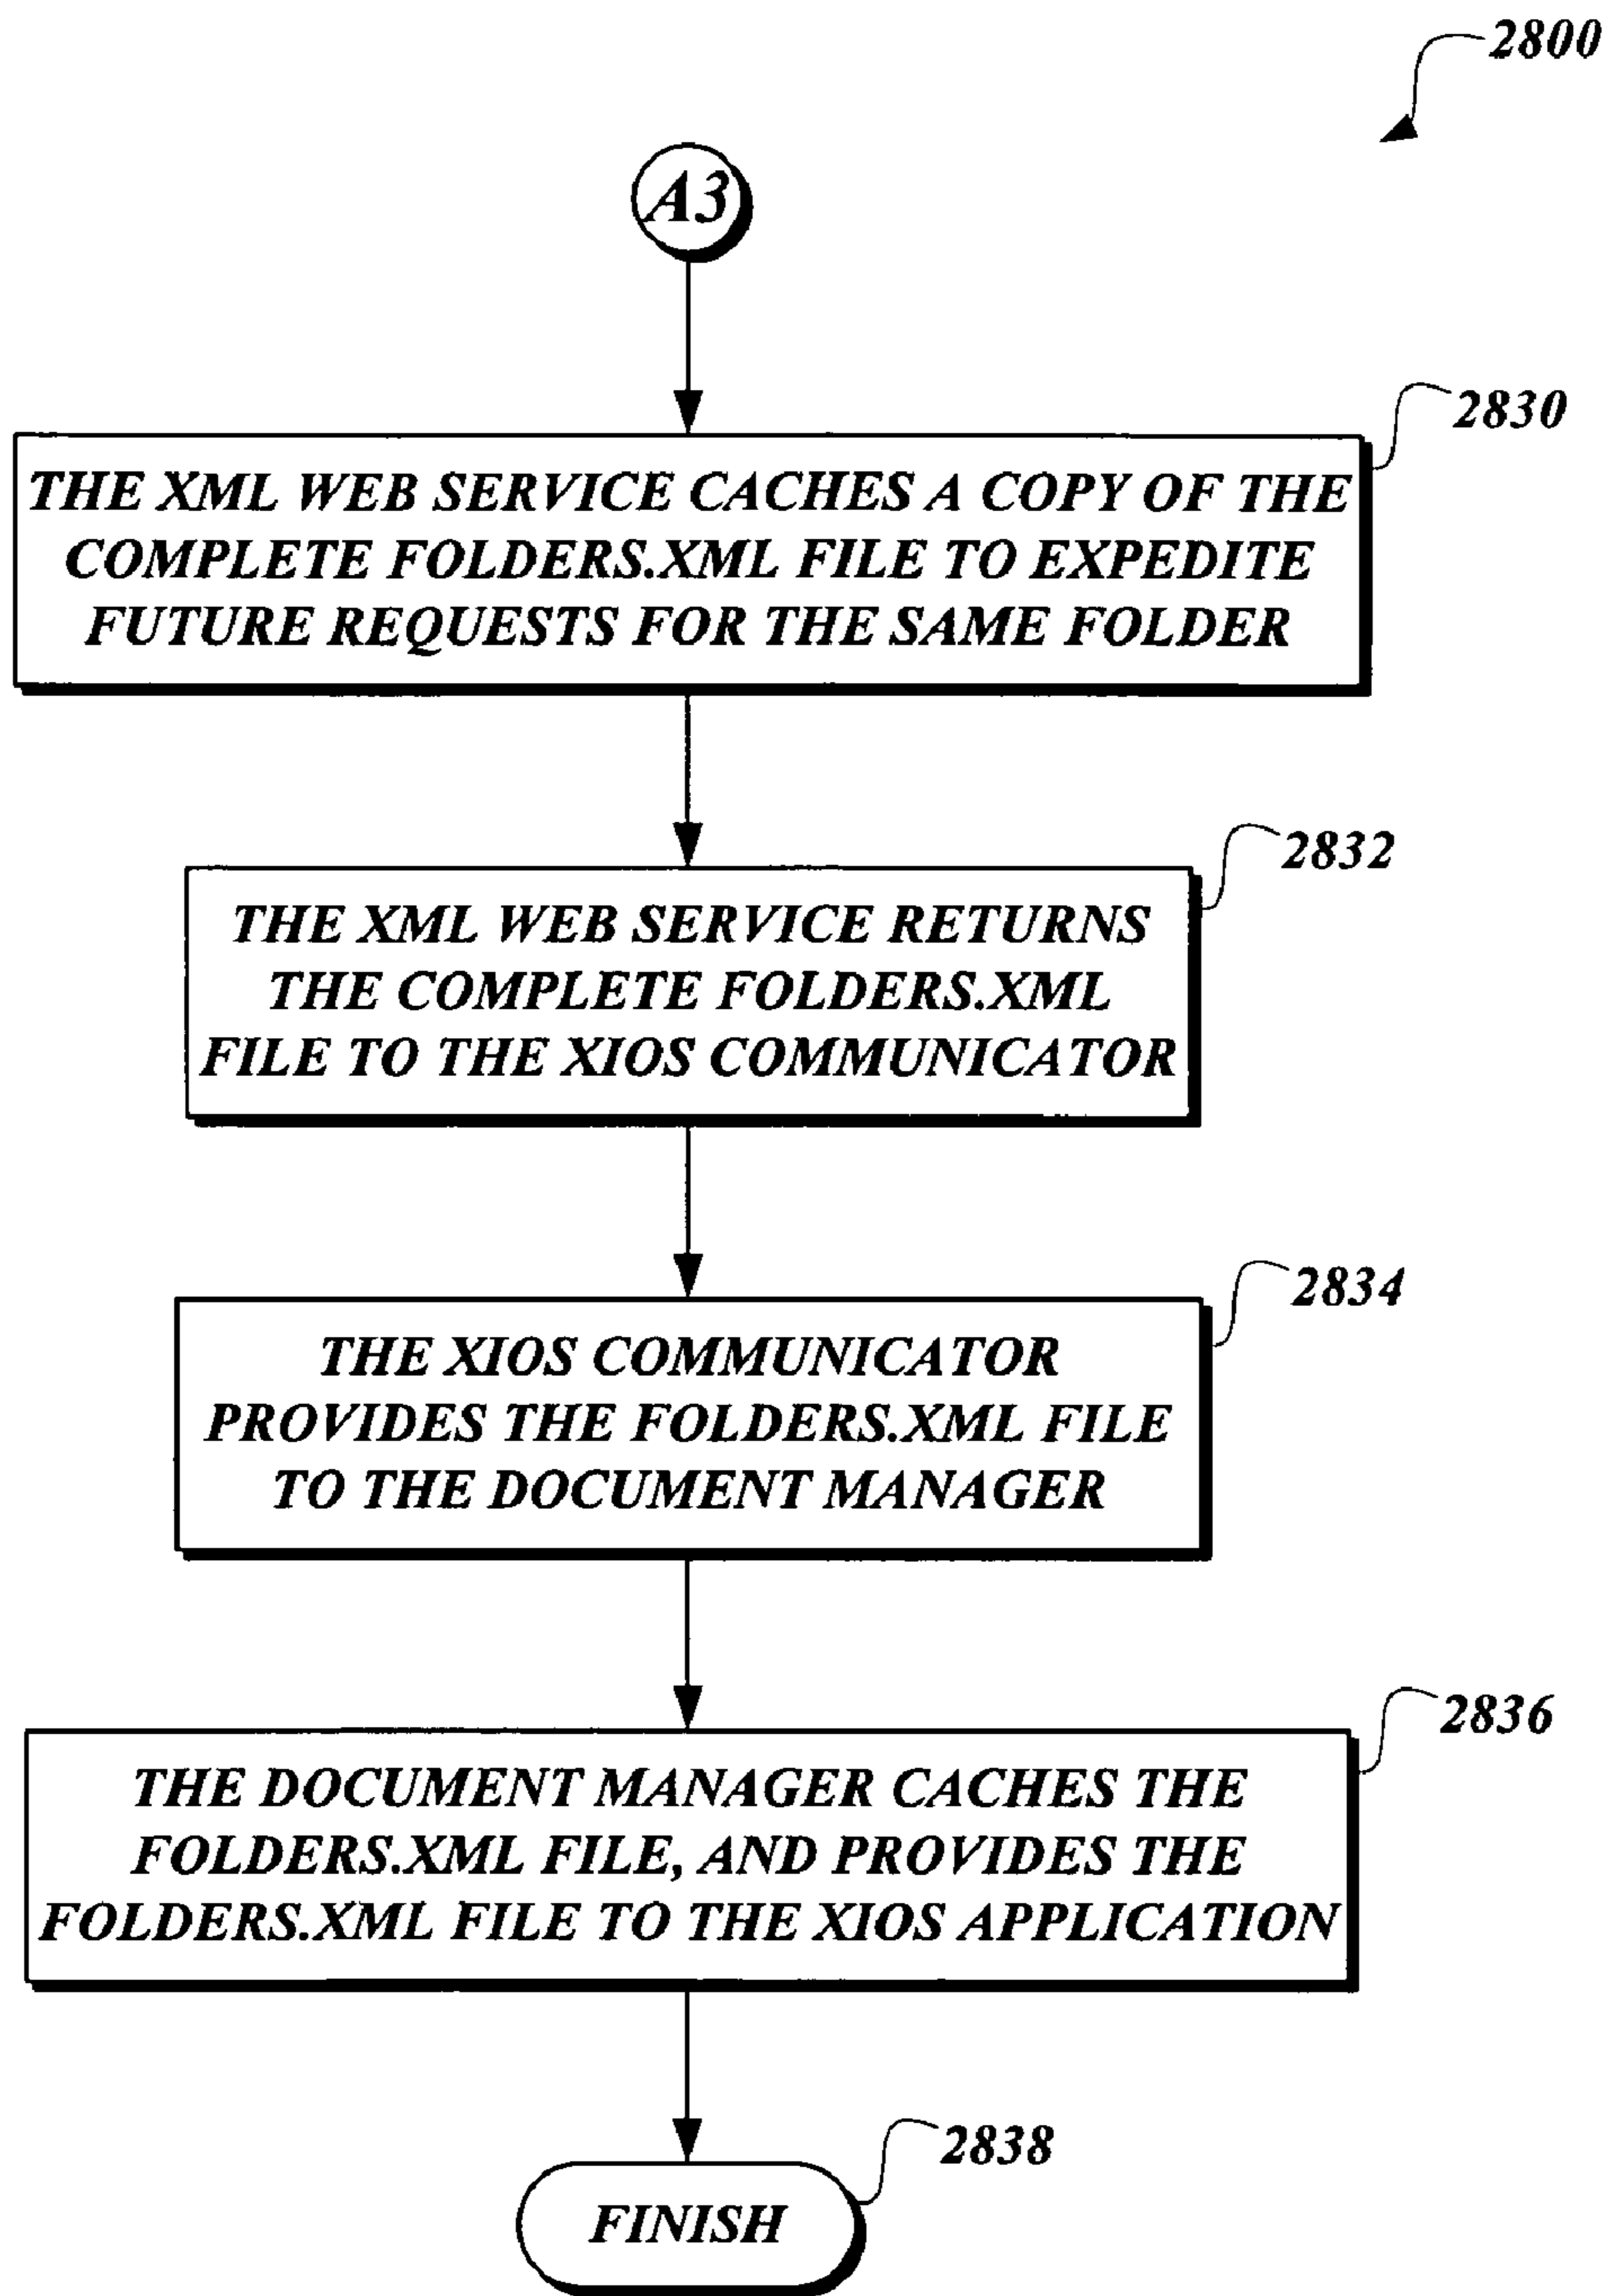 2800
A3
2830
THE XML WEB SERVICE CACHES A COPY OF THE
COMPLETE FOLDERS.XML FILE TO EXPEDITE
FUTURE REQUESTS FOR THE SAME FOLDER
2832
THE XML WEB SERVICE RETURNS
THE COMPLETE FOLDERS.XML
FILE TO THE XIOS COMMUNICATOR
2834
THE XIOS COMMUNICATOR
PROVIDES THE FOLDERS.XML FILE
TO THE DOCUMENT MANAGER
2836
THE DOCUMENT MANAGER CACHES THE
FOLDERS.XML FILE, AND PROVIDES THE
FOLDERS.XML FILE TO THE XIOS APPLICATION
2838
FINISH